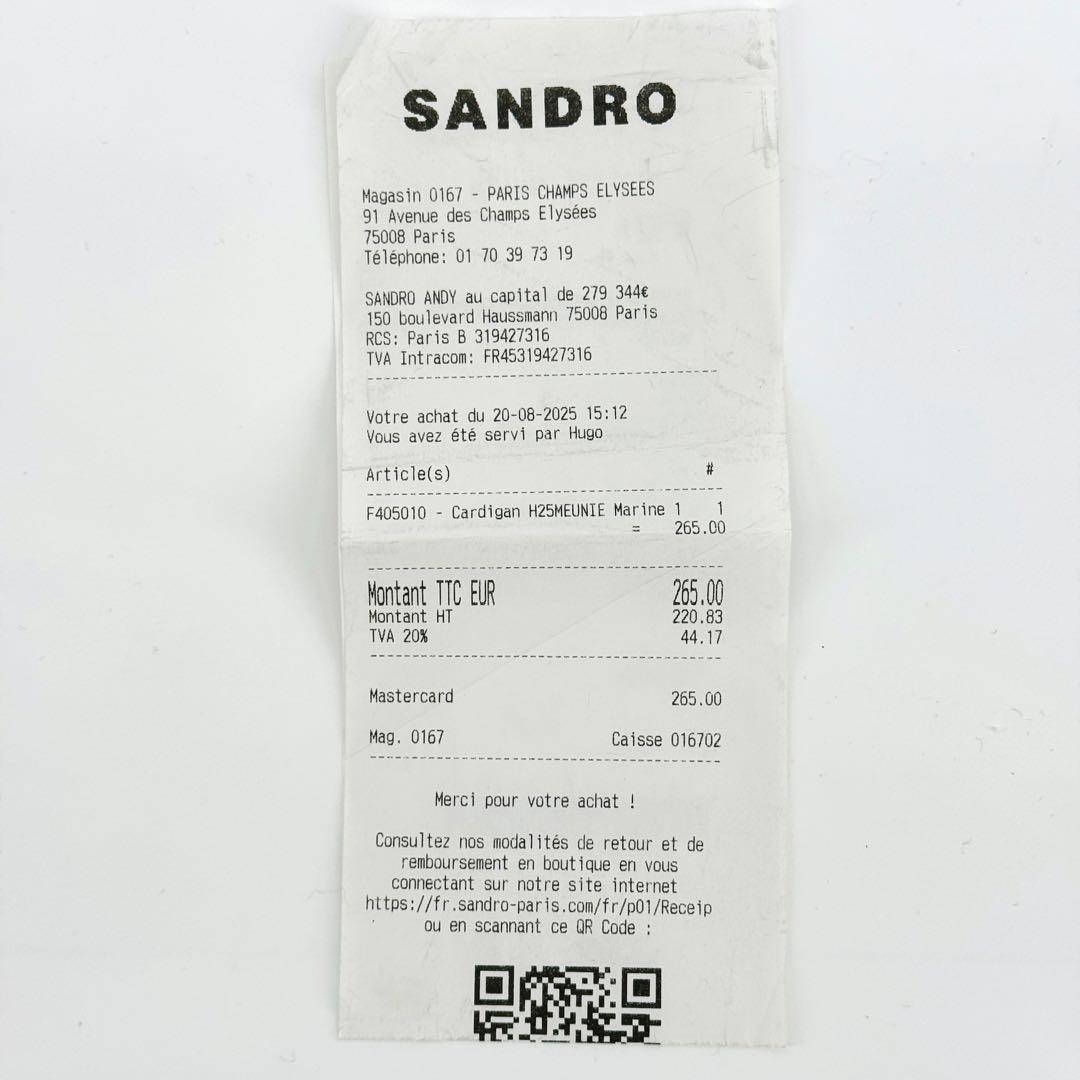 SANDRO
Magasin 0167 - PARIS CHAMPS ELYSEES
91 Avenue des Champs Elysées
75008 Paris
Téléphone: 01 70 39 73 19
SANDRO ANDY au capital de 279 344€
150 boulevard Haussmann 75008 Paris
RCS: Paris B 319427316
TVA Intracom: FR45319427316
Votre achat du 20-08-2025 15:12
Vous avez été servi par Hugo
Article(s) #
F405010 - Cardigan H25MEUNIE Marine 1 1
= 265.00
Montant TTC EUR 265.00
Montant HT 220.83
TVA 20% 44.17
Mastercard 265.00
Mag. 0167 Caisse 016702
Merci pour votre achat !
Consultez nos modalités de retour et de
remboursement en boutique en vous
connectant sur notre site internet
https://fr.sandro-paris.com/fr/p01/Receip
ou en scannant ce QR Code :